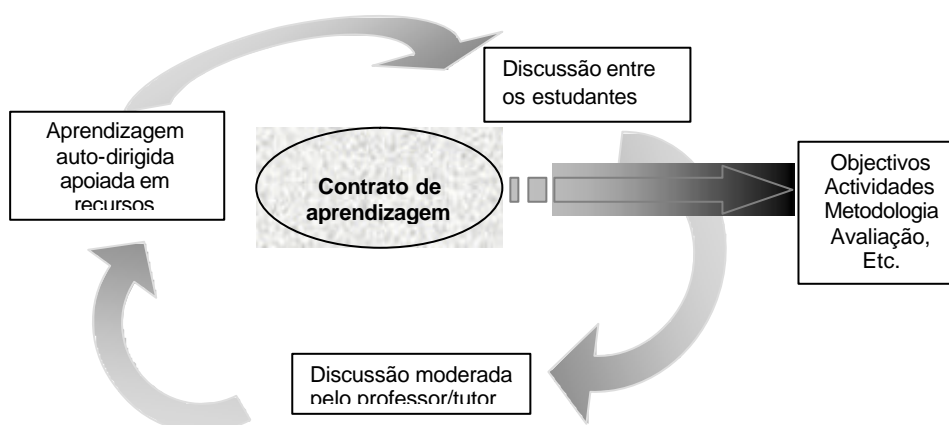 Discussão entre
os estudantes
Aprendizagem
auto-dirigida
apoiada em
recursos
Contrato de
aprendizagem
Objectivos
Actividades
Metodologia
Avaliação,
Etc.
Discussão moderada
pelo professor/tutor